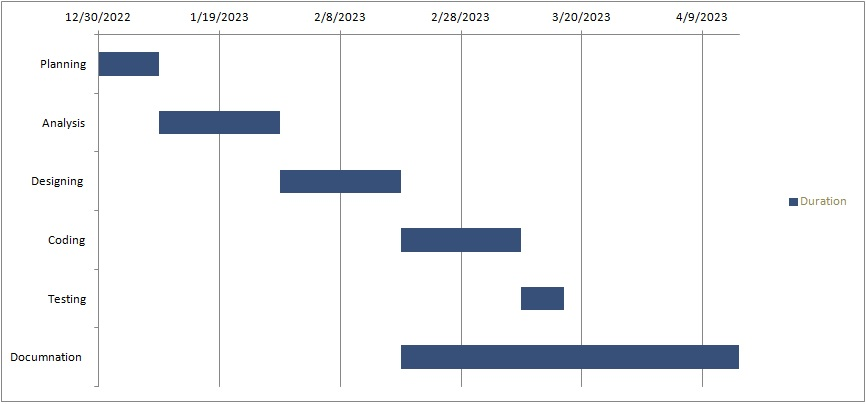 12/30/2022 1/19/2023 2/8/2023 2/28/2023 3/20/2023 4/9/2023
Planning
Analysis
Designing
Duration
Coding
Testing
Documnation